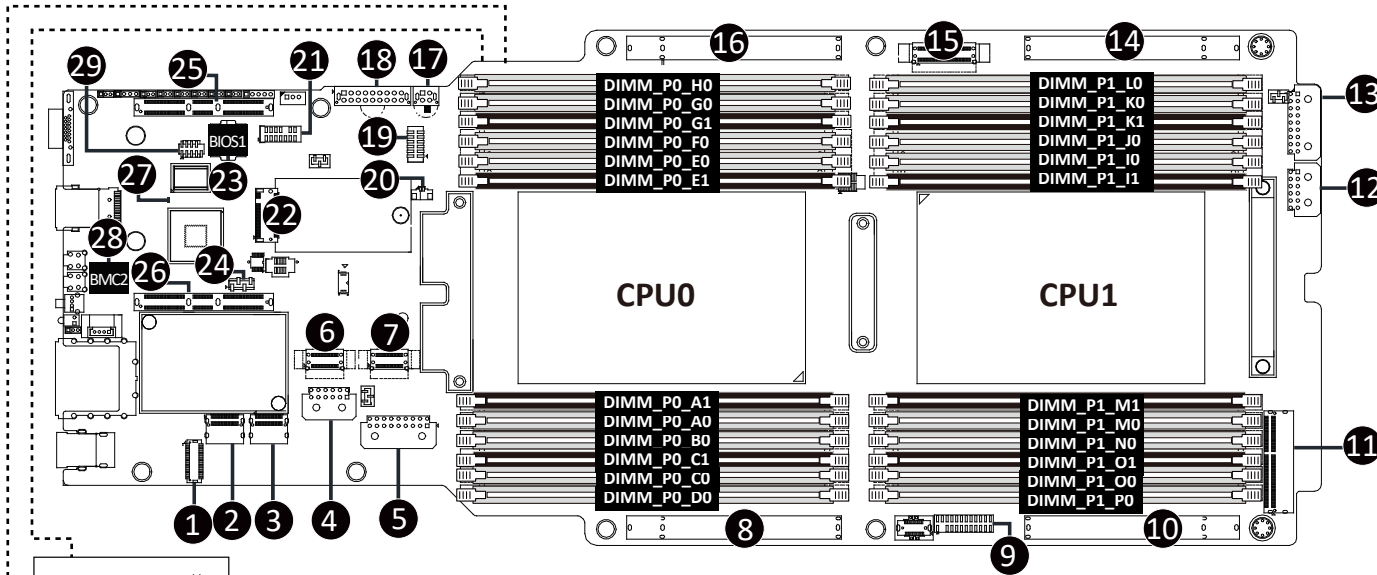 29
25
21
18
17
16
15
14
13
12
27
23
19
20
22
28
24
26
BIOS1
BMC2
DIMM_P0_H0
DIMM_P0_G0
DIMM_P0_G1
DIMM_P0_F0
DIMM_P0_E0
DIMM_P0_E1
DIMM_P1_L0
DIMM_P1_K0
DIMM_P1_K1
DIMM_P1_J0
DIMM_P1_I0
DIMM_P1_I1
CPU0
CPU1
6
7
DIMM_P0_A1
DIMM_P0_A0
DIMM_P0_B0
DIMM_P0_C1
DIMM_P0_C0
DIMM_P0_D0
DIMM_P1_M1
DIMM_P1_M0
DIMM_P1_N0
DIMM_P1_O1
DIMM_P1_O0
DIMM_P1_P0
11
1
2
3
4
5
8
9
10